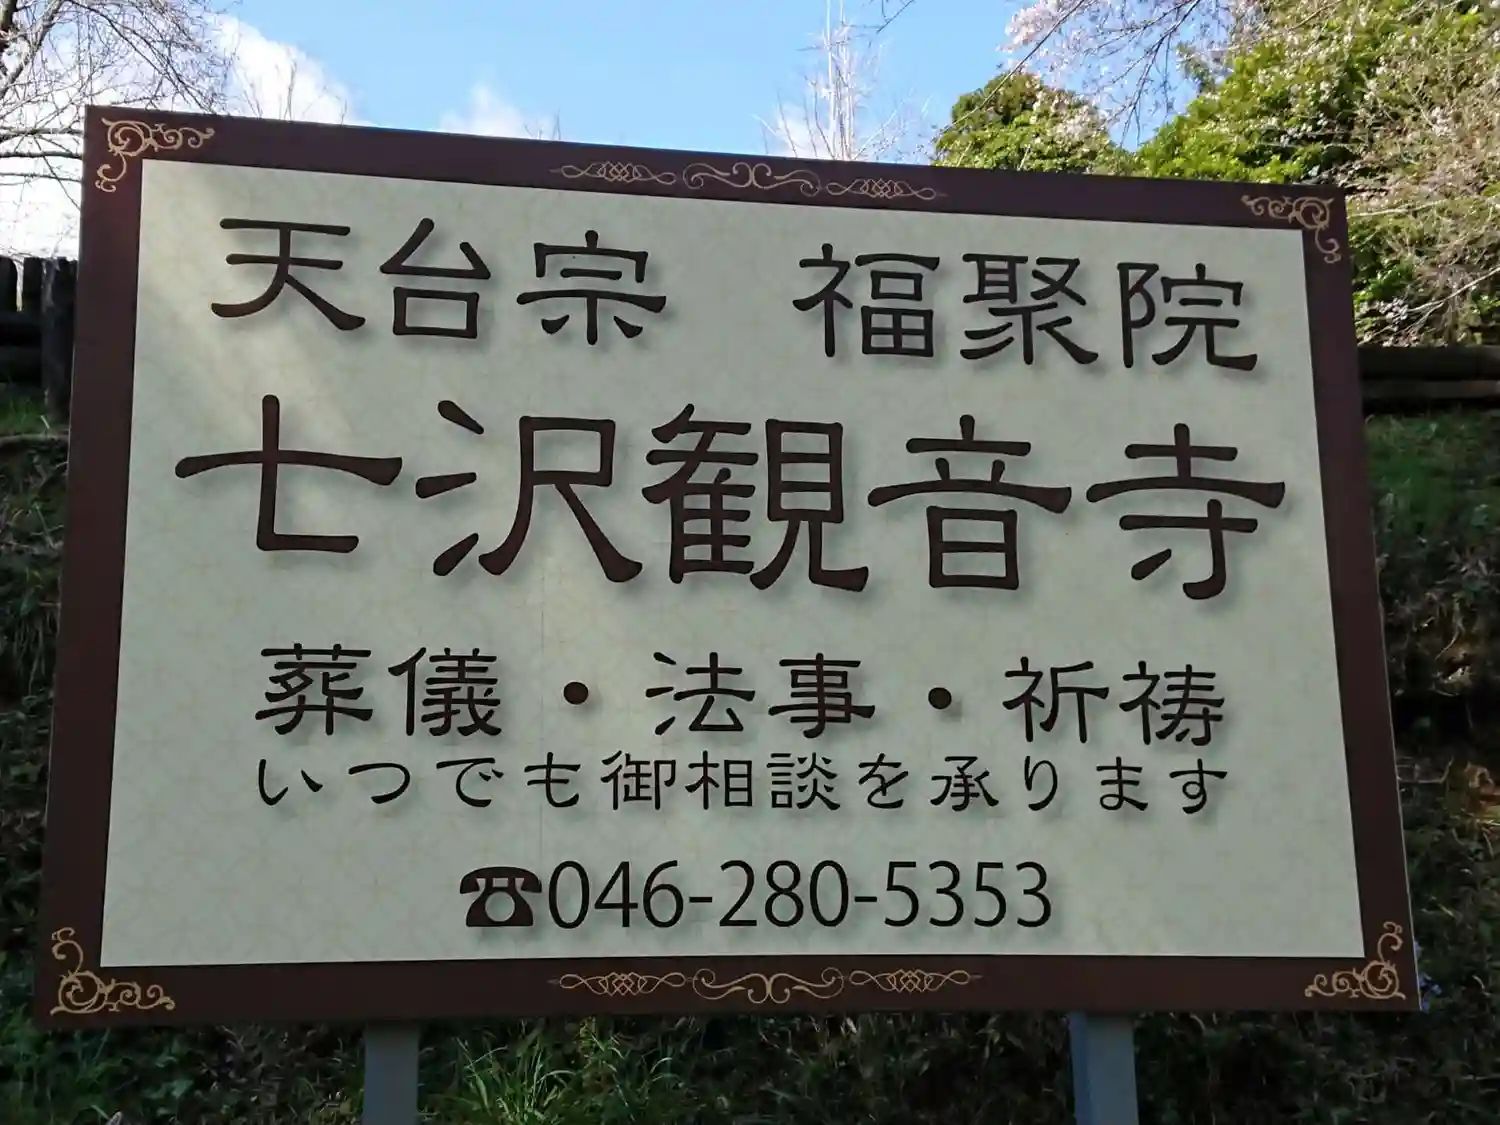 天台宗　福聚院
七沢観音寺
葬儀・法事・祈祷
いつでも御相談を承ります
☎046-280-5353